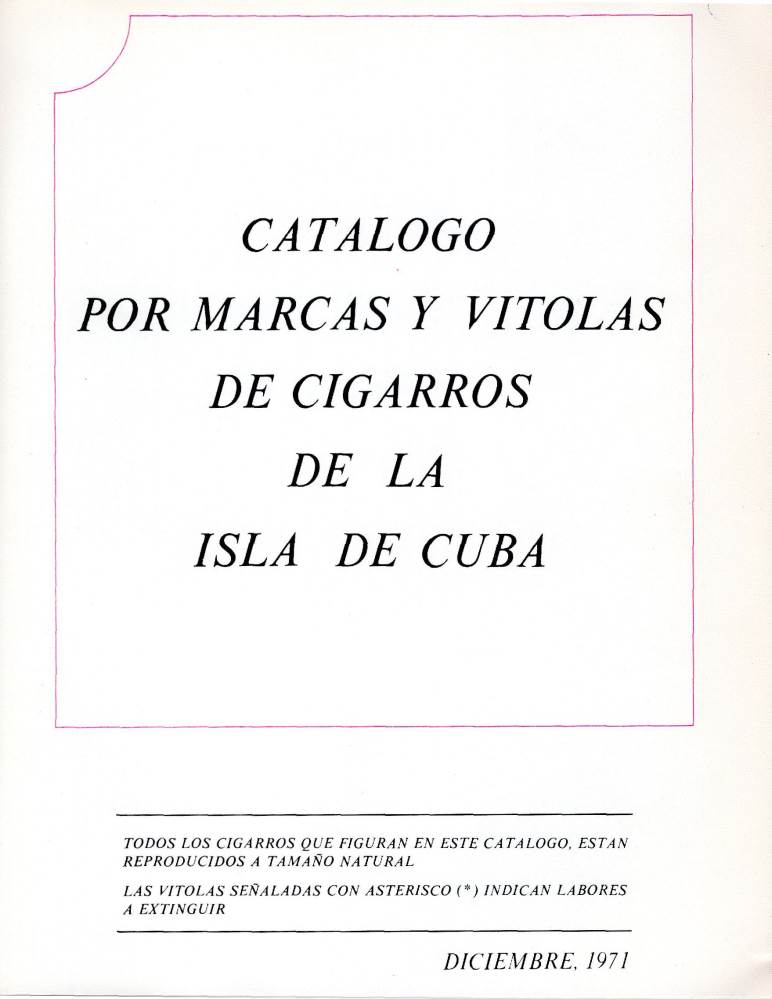 CATALOGO
POR MARCAS Y VITOLAS
DE CIGARROS
DE LA
ISLA DE CUBA
TODOS LOS CIGARROS QUE FIGURAN EN ESTE CATALOGO, ESTAN
REPRODUCIDOS A TAMAÑO NATURAL
LAS VITOLAS SEÑALADAS CON ASTERISCO (*) INDICAN LABORES
A EXTINGUIR
DICIEMBRE, 1971